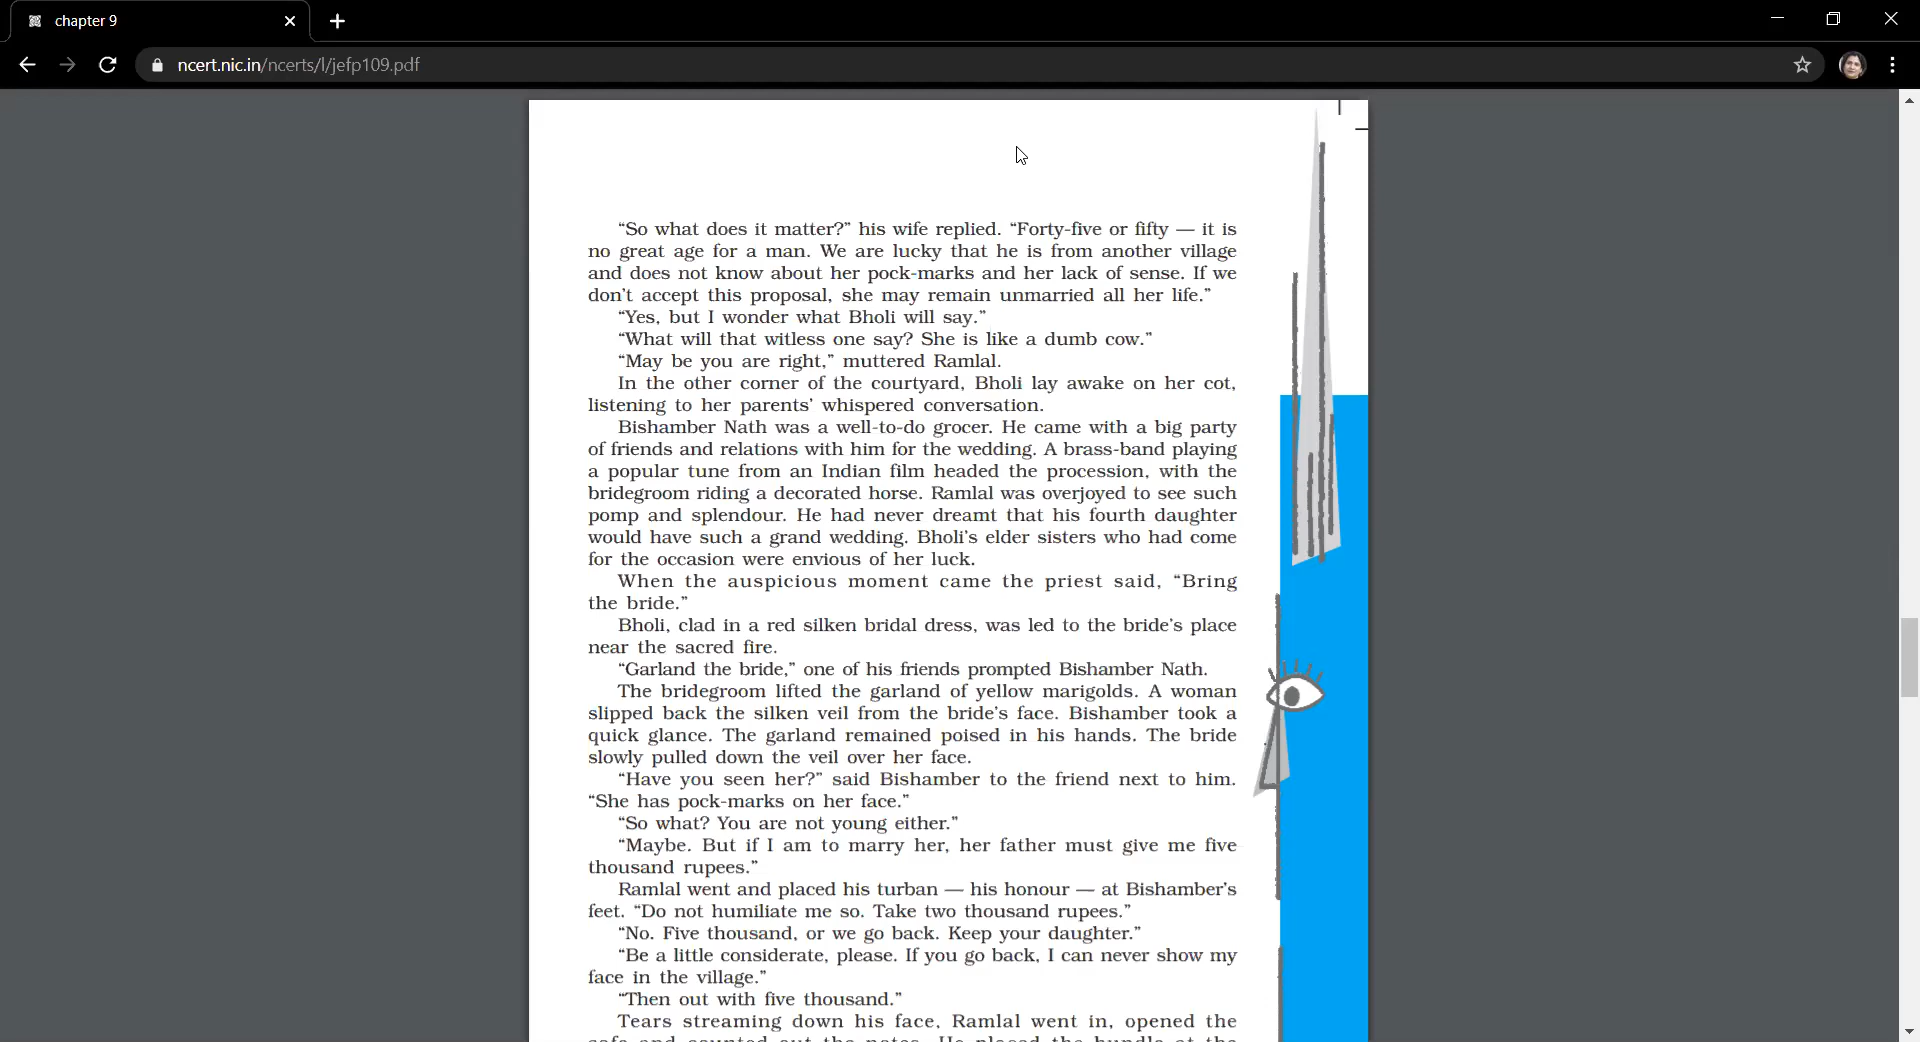 chapter 9
ncert.nic.in/ncerts/l/jefp109.pdf
“So what does it matter?” his wife replied. “Forty-five or fifty — it is
no great age for a man. We are lucky that he is from another village
and does not know about her pock-marks and her lack of sense. If we
don’t accept this proposal, she may remain unmarried all her life.”
“Yes, but I wonder what Bholi will say.”
“What will that witless one say? She is like a dumb cow.”
“May be you are right,” muttered Ramlal.
In the other corner of the courtyard, Bholi lay awake on her cot,
listening to her parents’ whispered conversation.
Bishamber Nath was a well-to-do grocer. He came with a big party
of friends and relations with him for the wedding. A brass-band playing
a popular tune from an Indian film headed the procession, with the
bridegroom riding a decorated horse. Ramlal was overjoyed to see such
pomp and splendour. He had never dreamt that his fourth daughter
would have such a grand wedding. Bholi’s elder sisters who had come
for the occasion were envious of her luck.
When the auspicious moment came the priest said, “Bring
the bride.”
Bholi, clad in a red silken bridal dress, was led to the bride’s place
near the sacred fire.
“Garland the bride,” one of his friends prompted Bishamber Nath.
The bridegroom lifted the garland of yellow marigolds. A woman
slipped back the silken veil from the bride’s face. Bishamber took a
quick glance. The garland remained poised in his hands. The bride
slowly pulled down the veil over her face.
“Have you seen her?” said Bishamber to the friend next to him.
“She has pock-marks on her face.”
“So what? You are not young either.”
“Maybe. But if I am to marry her, her father must give me five
thousand rupees.”
Ramlal went and placed his turban — his honour — at Bishamber’s
feet. “Do not humiliate me so. Take two thousand rupees.”
“No. Five thousand, or we go back. Keep your daughter.”
“Be a little considerate, please. If you go back, I can never show my
face in the village.”
“Then out with five thousand.”
Tears streaming down his face, Ramlal went in, opened the
safe and counted out the notes. He placed the bundle at the